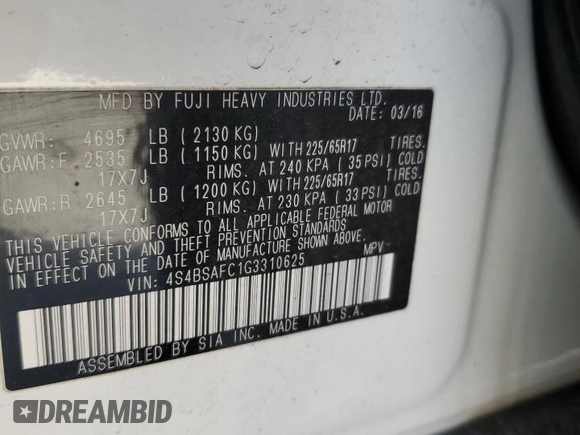 MFD BY FUJI HEAVY INDUSTRIES LTD.
DATE: 03/16
GVWR: 4695 LB ( 2130 KG)
GAWR:F 2535 LB ( 1150 KG) WITH 225/65R17 TIRES.
17X7J RIMS. AT 240 KPA ( 35 PSI) COLD
GAWR:R 2645 LB ( 1200 KG) WITH 225/65R17 TIRES.
17X7J RIMS. AT 230 KPA ( 33 PSI) COLD
THIS VEHICLE CONFORMS TO ALL APPLICABLE FEDERAL MOTOR
VEHICLE SAFETY AND THEFT PREVENTION STANDARDS
IN EFFECT ON THE DATE OF MANUFACTURE SHOWN ABOVE.
VIN: 4S4BSAFC1G3310625 MPV
ASSEMBLED BY SIA INC. MADE IN U.S.A.
DREAMBID